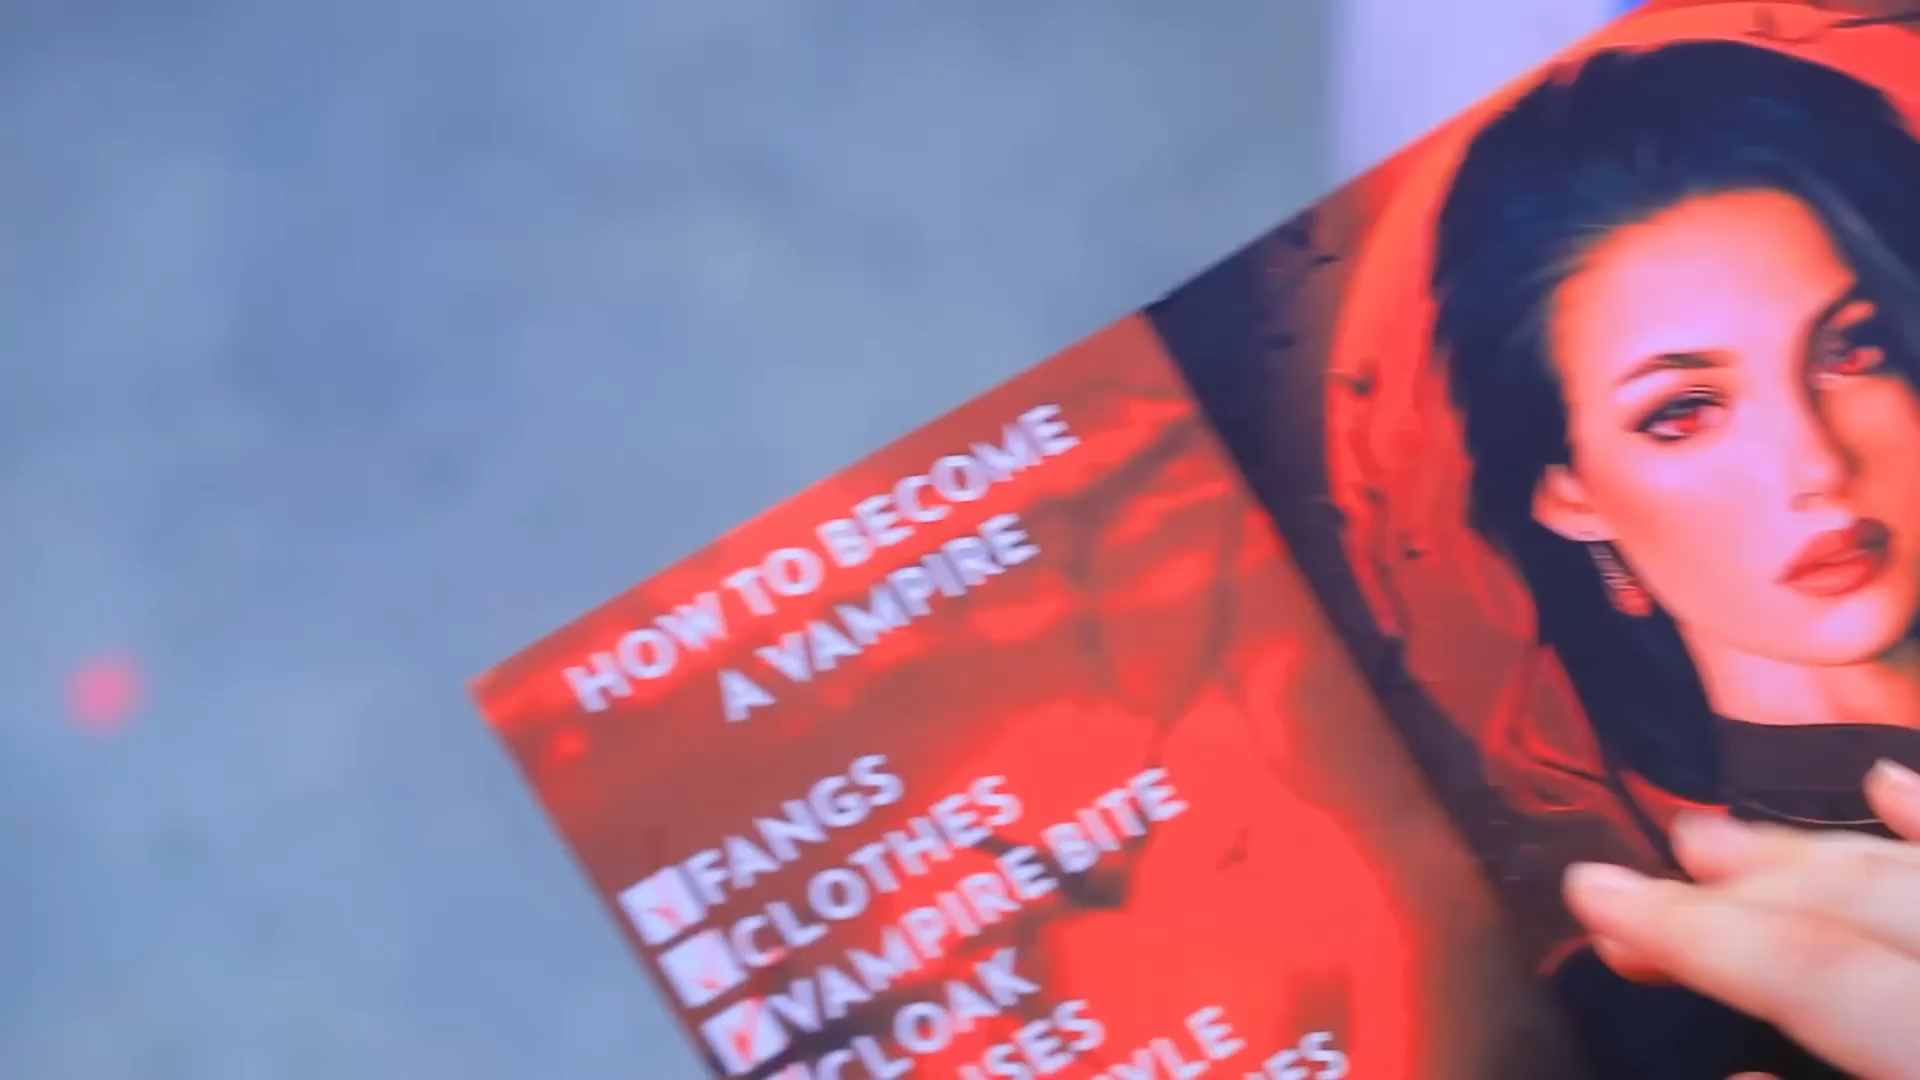 HOW TO BECOME
A VAMPIRE
FANGS
CLOTHES
VAMPIRE BITE
CLOAK